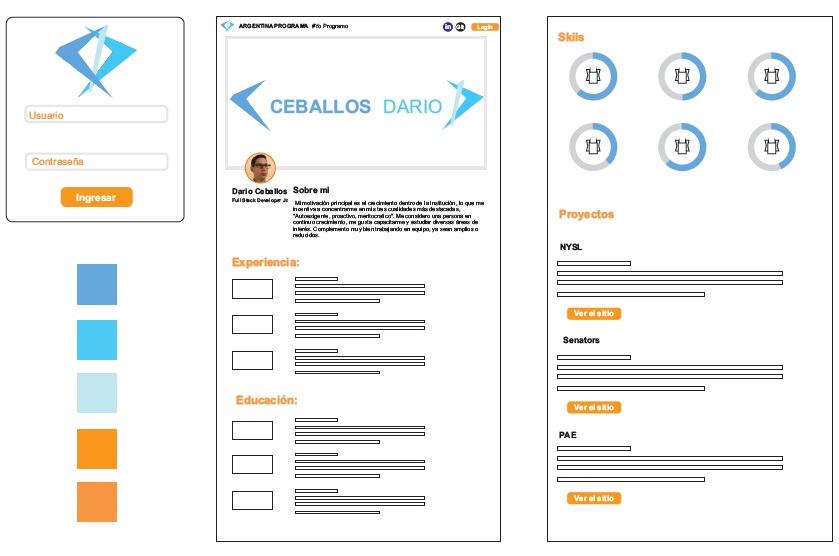 Usuario
Contraseña
Ingresar
ARGENTINA PROGRAMA #Yo Programo
in
Login
CEBALLOS DARIO
Dario Ceballos
Full Stack Developer Jr
Sobre mi
Mi motivación principal es el crecimiento dentro de la institución, lo que me
incentiva a concentrarme en mis tes cualidades más destacadas,
"Autoexigente, proactivo, meritocratico". Me considero una persona en
continuo crecimiento, me gusta capacitarme y estudiar diversas áreas de
interés. Complemento muy bien trabajando en equipo, ya sean amplios o
reducidos.
Experiencia:
Educación:
Skils
Proyectos
NYSL
Ver el sitio
Senators
Ver el sitio
PAE
Ver el sitio